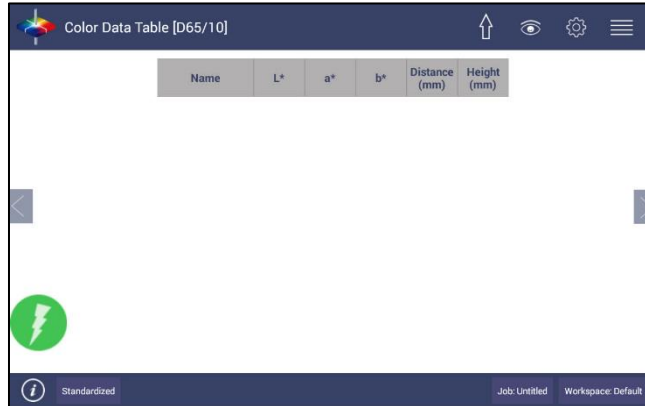 Color Data Table [D65/10]
Name L* a* b* Distance (mm) Height (mm)
i Standardized Job: Untitled Workspace: Default